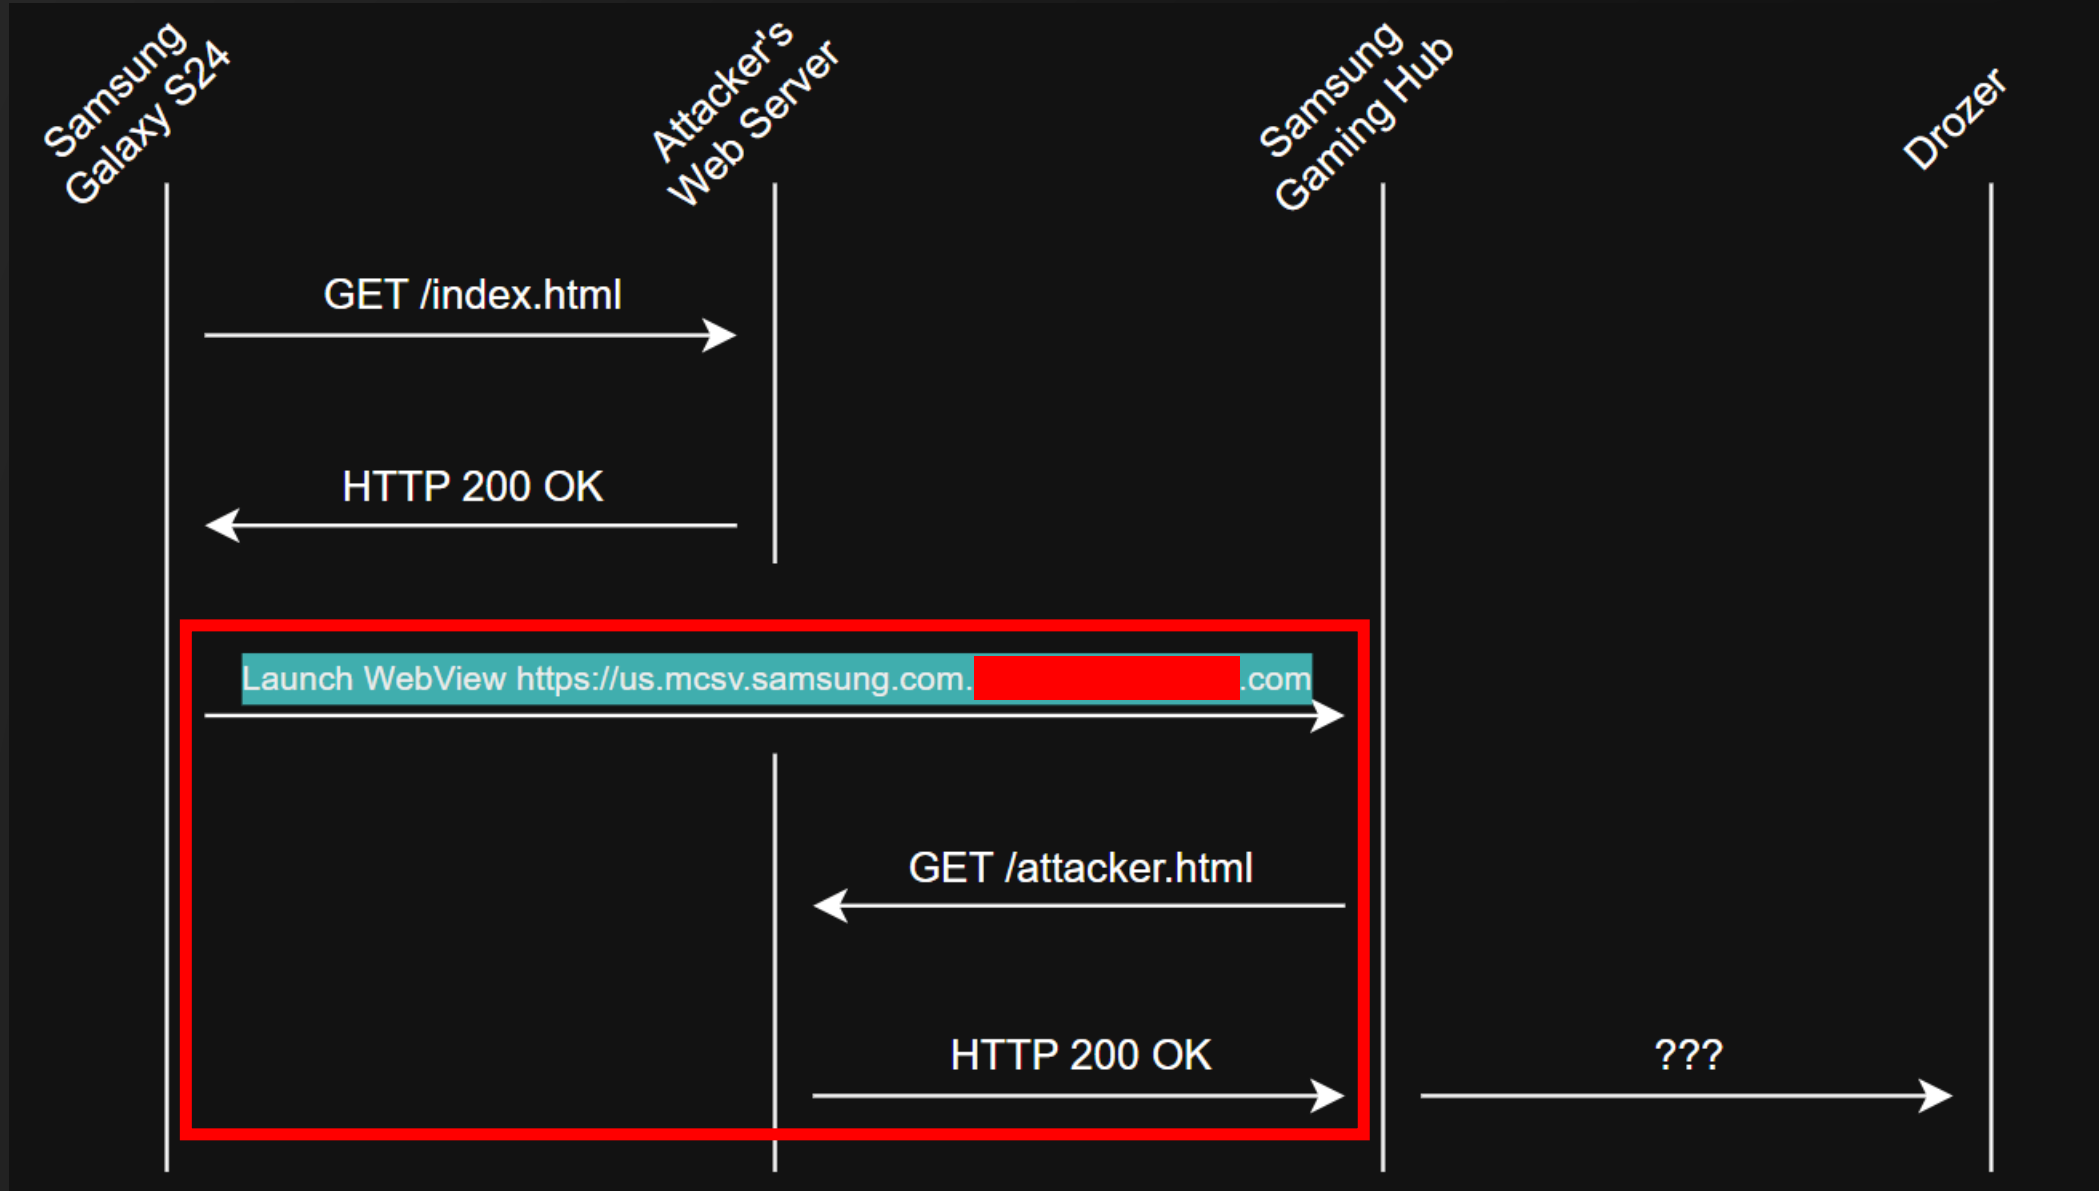 Samsung
Galaxy S24
Attacker's
Web Server
Samsung
Gaming Hub
Drozer
GET /index.html
HTTP 200 OK
Launch WebView https://us.mcsv.samsung.com. .com
GET /attacker.html
HTTP 200 OK
???